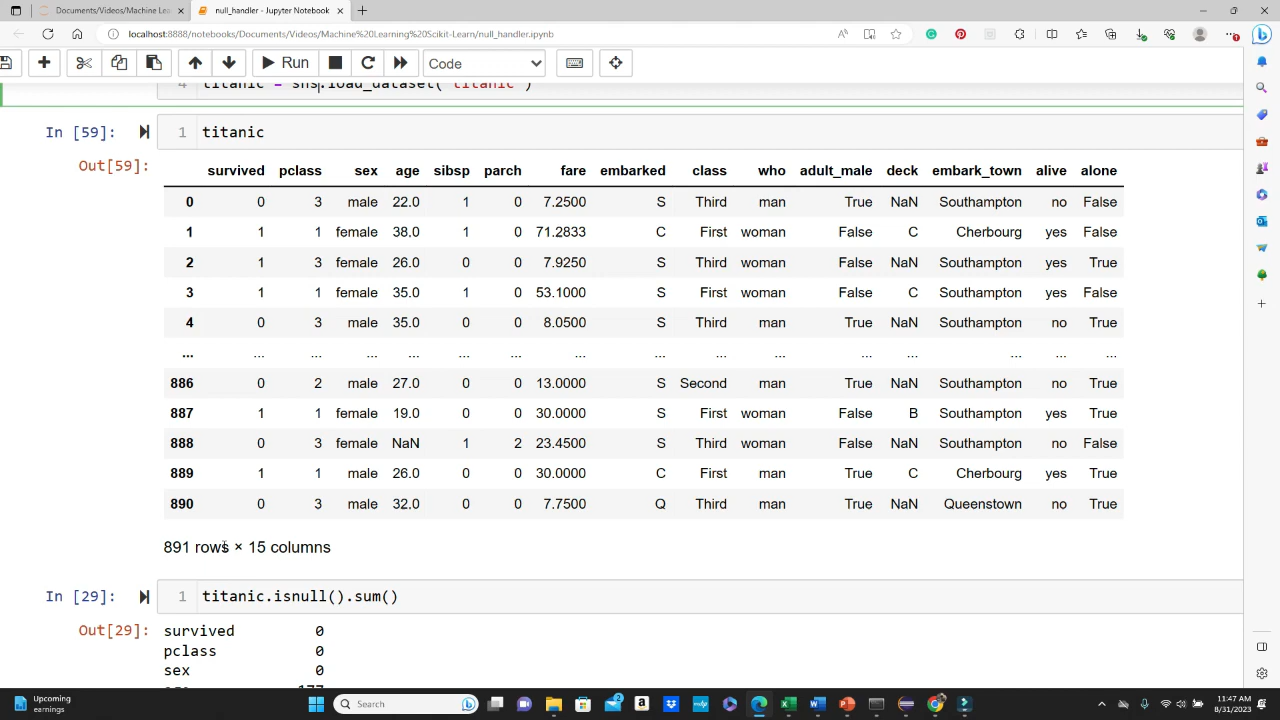 Documents/Videos/Machine Lea
null_handler - Jupyter Notebook
localhost:8888/notebooks/Documents/Videos/Machine%20Learning%20Scikit-Learn/null_handler.ipynb
Run
Code
4 titanic = sns.load_dataset("titanic")
In [59]: 1 titanic
Out[59]:
survived pclass sex age sibsp parch fare embarked class who adult_male deck embark_town alive alone
0 0 3 male 22.0 1 0 7.2500 S Third man True NaN Southampton no False
1 1 1 female 38.0 1 0 71.2833 C First woman False C Cherbourg yes False
2 1 3 female 26.0 0 0 7.9250 S Third woman False NaN Southampton yes True
3 1 1 female 35.0 1 0 53.1000 S First woman False C Southampton yes False
4 0 3 male 35.0 0 0 8.0500 S Third man True NaN Southampton no True
... ... ... ... ... ... ... ... ... ... ... ... ... ... ... ...
886 0 2 male 27.0 0 0 13.0000 S Second man True NaN Southampton no True
887 1 1 female 19.0 0 0 30.0000 S First woman False B Southampton yes True
888 0 3 female NaN 1 2 23.4500 S Third woman False NaN Southampton no False
889 1 1 male 26.0 0 0 30.0000 C First man True C Cherbourg yes True
890 0 3 male 32.0 0 0 7.7500 Q Third man True NaN Queenstown no True
891 rows × 15 columns
In [29]: 1 titanic.isnull().sum()
Out[29]: survived 0
pclass 0
sex 0
age 177
Upcoming
earnings
Search
11:47 AM
8/31/2023